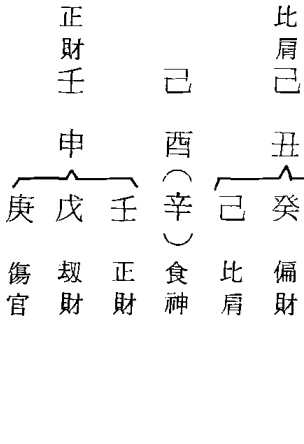 正財 比肩
壬 己 己
申 酉 丑
庚 戊 壬 (辛) 己 癸
傷官 刼財 正財 食神 比肩 偏財